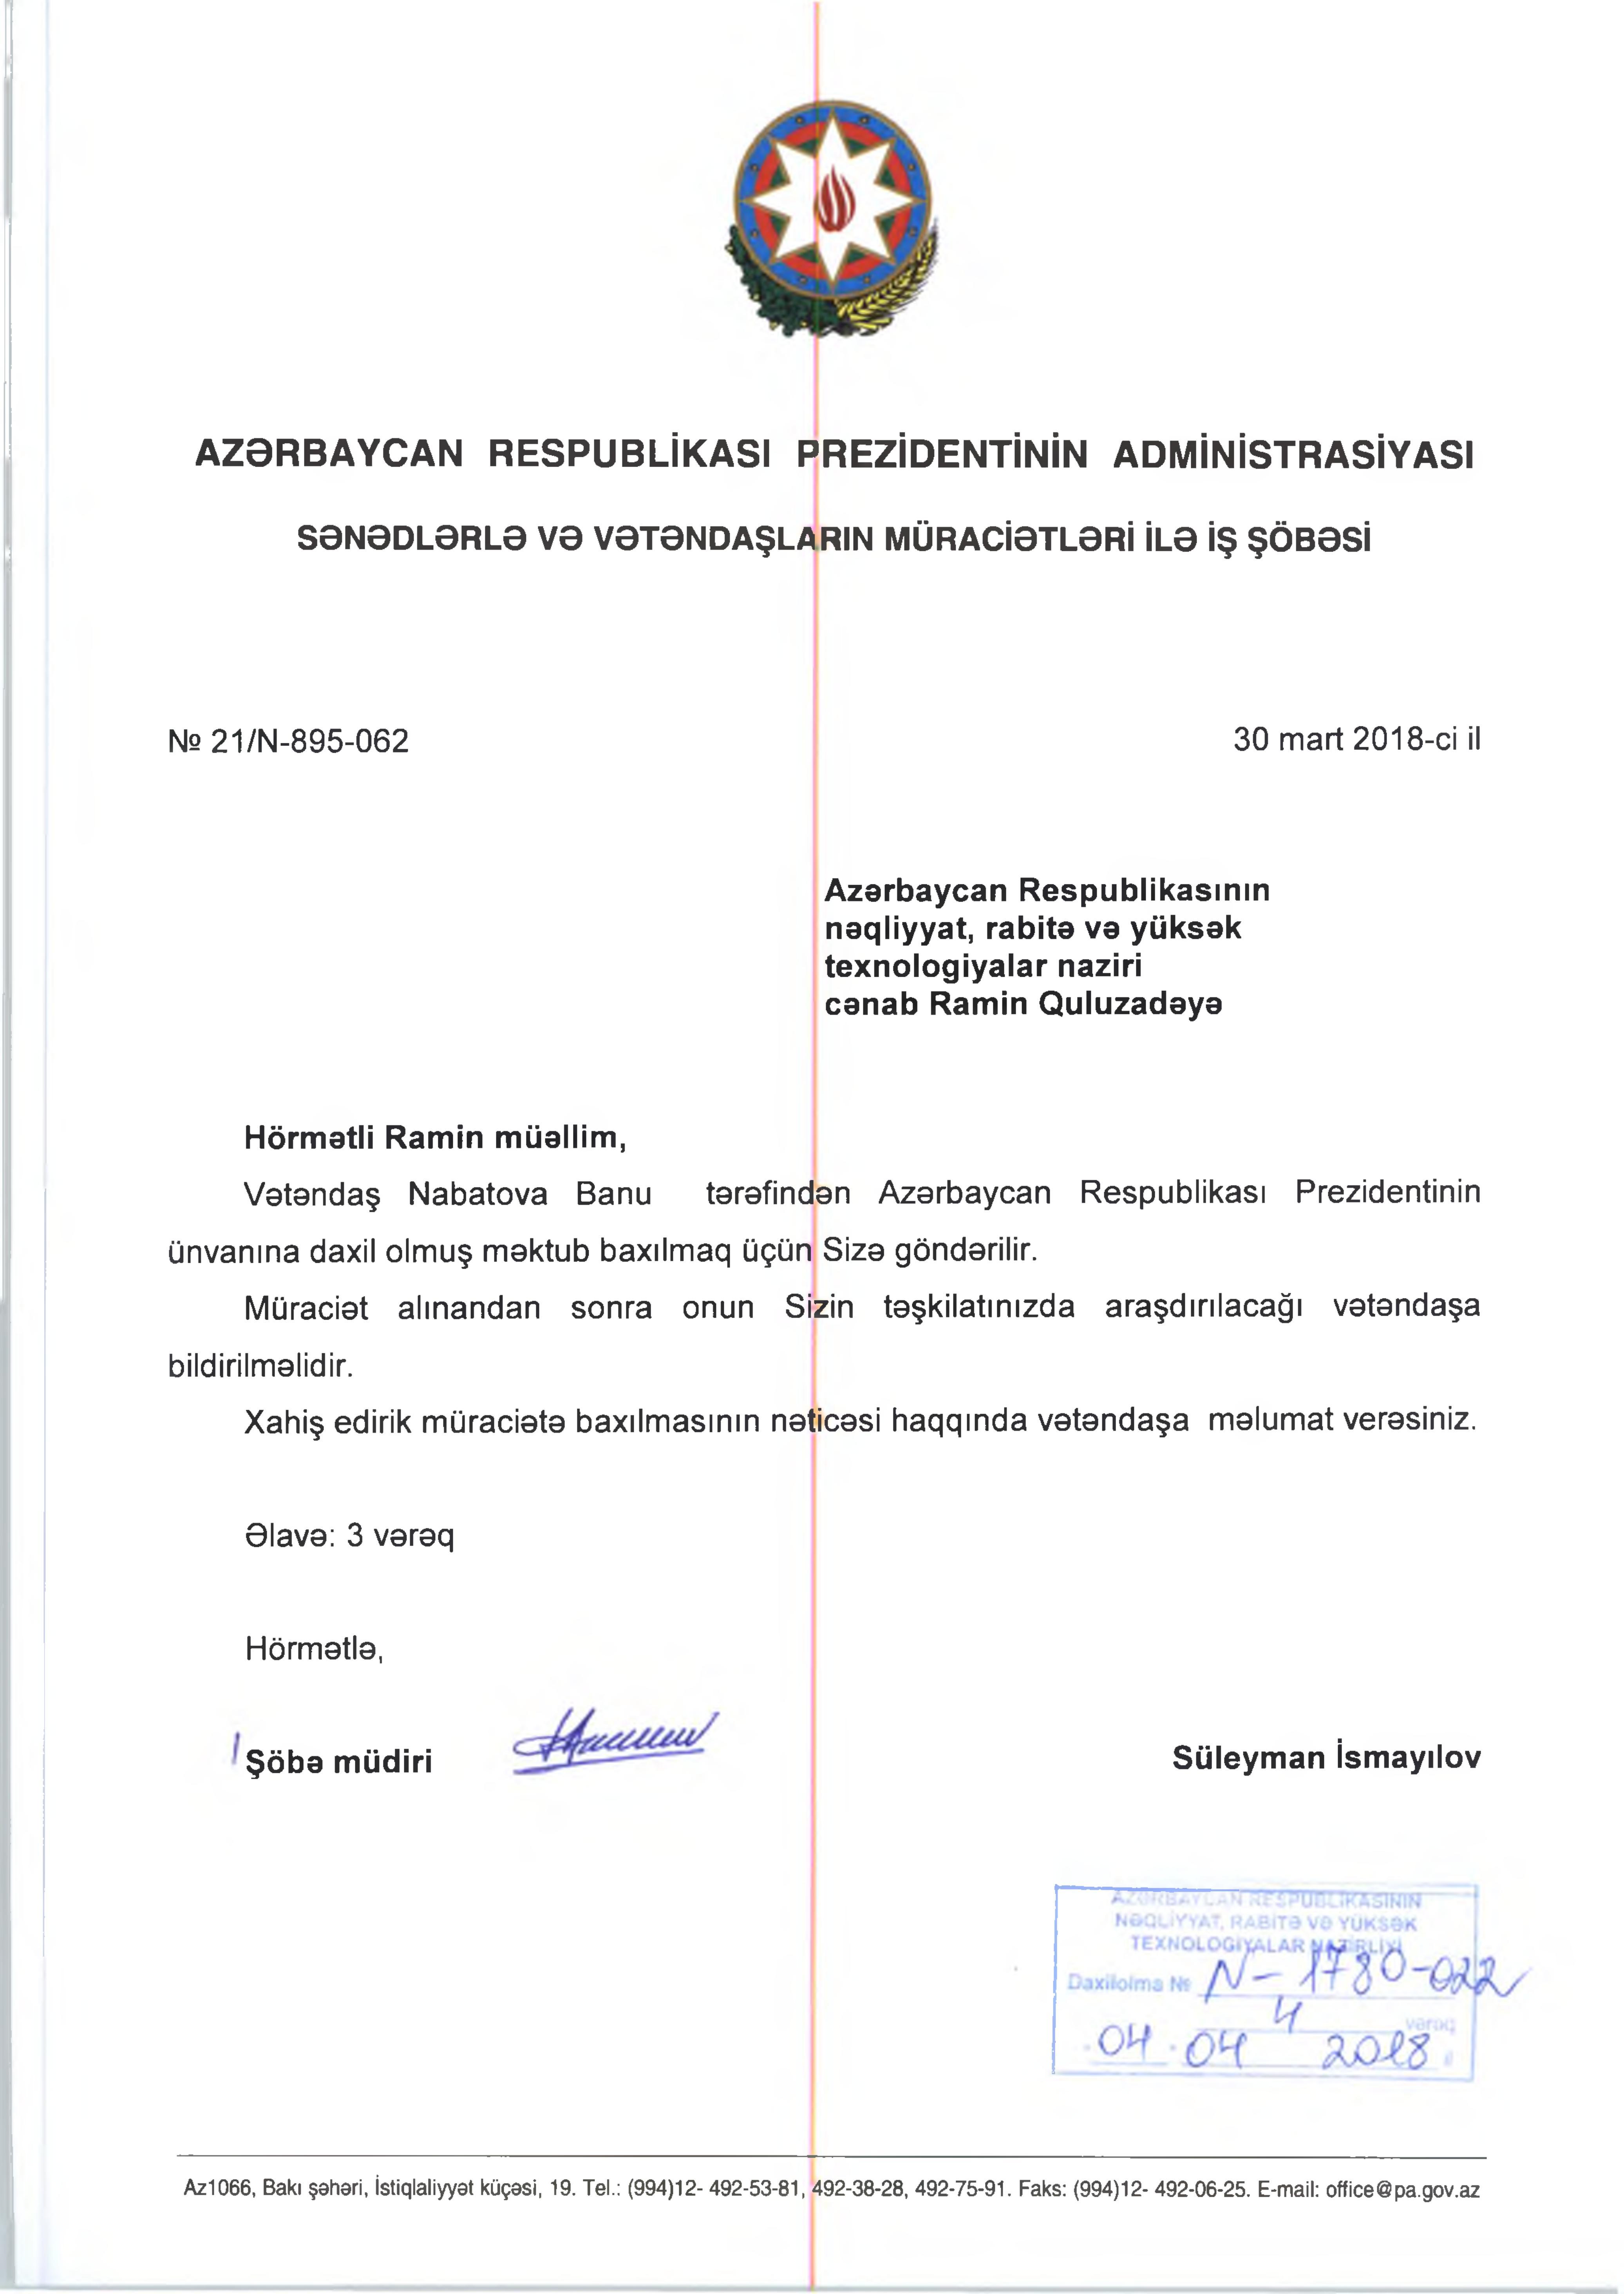 AZƏRBAYCAN RESPUBLİKASI PREZİDENTİNİN ADMİNİSTRASİYASI
SƏNƏDLƏRLƏ VƏ VƏTƏNDAŞLARIN MÜRACİƏTLƏRİ İLƏ İŞ ŞÖBƏSİ
№ 21/N-895-062
30 mart 2018-ci il
Azərbaycan Respublikasının
nəqliyyat, rabitə və yüksək
texnologiyalar naziri
cənab Ramin Quluzadəyə
Hörmətli Ramin müəllim,
Vətəndaş Nabatova Banu tərəfindən Azərbaycan Respublikası Prezidentinin
ünvanına daxil olmuş məktub baxılmaq üçün Sizə göndərilir.
Müraciət alınandan sonra onun Sizin təşkilatınızda araşdırılacağı vətəndaşa
bildirilməlidir.
Xahiş edirik müraciətə baxılmasının nəticəsi haqqında vətəndaşa məlumat verəsiniz.
Əlavə: 3 vərəq
Hörmətlə,
Şöbə müdiri
Süleyman İsmayılov
AZƏRBAYCAN RESPUBLİKASININ
NƏQLİYYAT, RABİTƏ VƏ YÜKSƏK
TEXNOLOGİYALAR NAZİRLİYİ
Daxilolma № N-1780-022
4 vərəq
04.04 2018 il
Az1066, Bakı şəhəri, İstiqlaliyyət küçəsi, 19. Tel.: (994)12- 492-53-81, 492-38-28, 492-75-91. Faks: (994)12- 492-06-25. E-mail: office@pa.gov.az